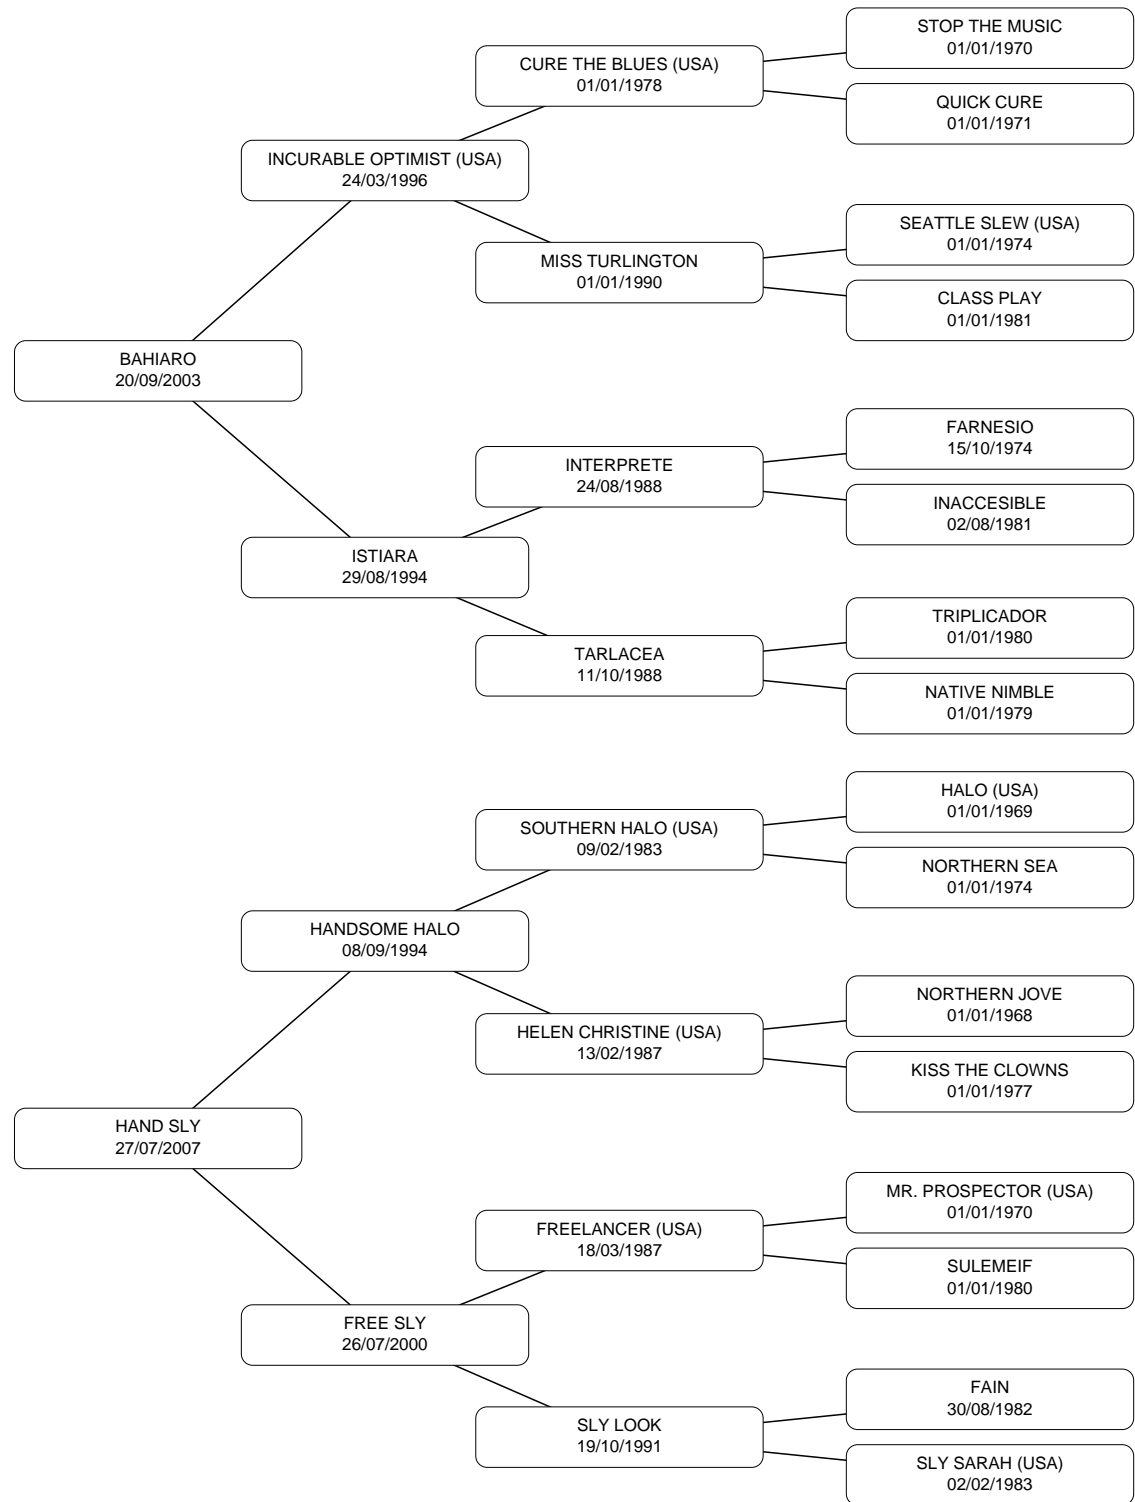 STOP THE MUSIC
01/01/1970
CURE THE BLUES (USA)
01/01/1978
QUICK CURE
01/01/1971
INCURABLE OPTIMIST (USA)
24/03/1996
SEATTLE SLEW (USA)
01/01/1974
MISS TURLINGTON
01/01/1990
CLASS PLAY
01/01/1981
BAHIARO
20/09/2003
FARNESIO
15/10/1974
INTERPRETE
24/08/1988
INACCESIBLE
02/08/1981
ISTIARA
29/08/1994
TRIPLICADOR
01/01/1980
TARLACEA
11/10/1988
NATIVE NIMBLE
01/01/1979
HALO (USA)
01/01/1969
SOUTHERN HALO (USA)
09/02/1983
NORTHERN SEA
01/01/1974
HANDSOME HALO
08/09/1994
NORTHERN JOVE
01/01/1968
HELEN CHRISTINE (USA)
13/02/1987
KISS THE CLOWNS
01/01/1977
HAND SLY
27/07/2007
MR. PROSPECTOR (USA)
01/01/1970
FREELANCER (USA)
18/03/1987
SULEMEIF
01/01/1980
FREE SLY
26/07/2000
FAIN
30/08/1982
SLY LOOK
19/10/1991
SLY SARAH (USA)
02/02/1983